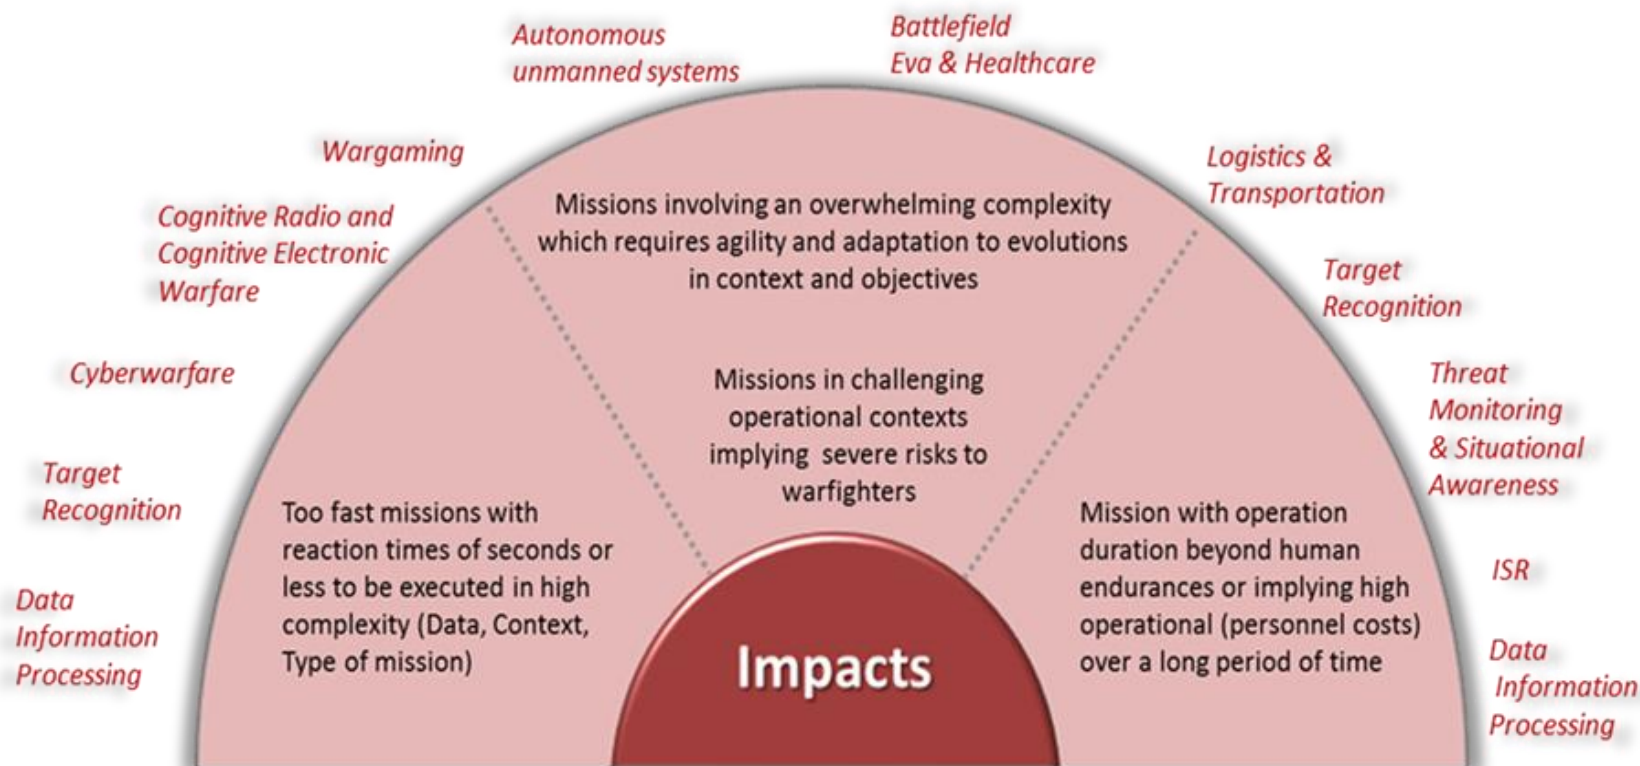 Autonomous
unmanned systems
Battlefield
Eva & Healthcare
Wargaming
Logistics &
Transportation
Cognitive Radio and
Cognitive Electronic
Warfare
Target
Recognition
Cyberwarfare
Threat
Monitoring
& Situational
Awareness
Target
Recognition
ISR
Data
Information
Processing
Data
Information
Processing
Missions involving an overwhelming complexity
which requires agility and adaptation to evolutions
in context and objectives
Missions in challenging
operational contexts
implying severe risks to
warfighters
Too fast missions with
reaction times of seconds or
less to be executed in high
complexity (Data, Context,
Type of mission)
Mission with operation
duration beyond human
endurances or implying high
operational (personnel costs)
over a long period of time
Impacts